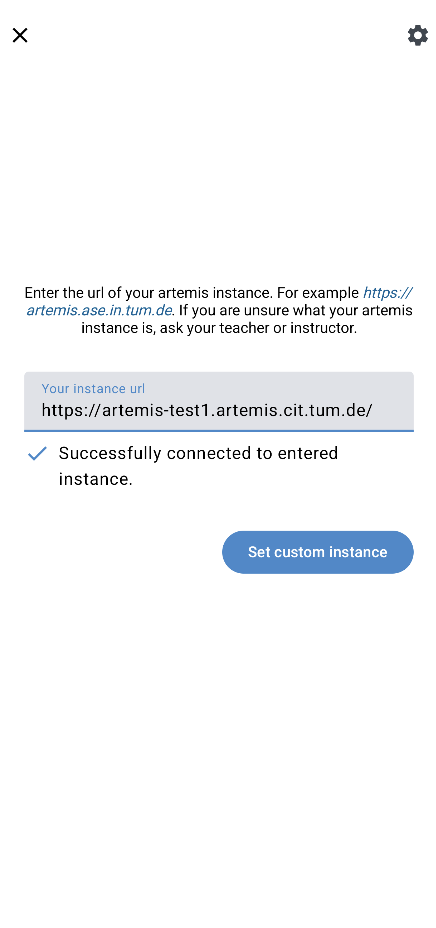 Enter the url of your artemis instance. For example https://
artemis.ase.in.tum.de. If you are unsure what your artemis
instance is, ask your teacher or instructor.
Your instance url
https://artemis-test1.artemis.cit.tum.de/
Successfully connected to entered
instance.
Set custom instance